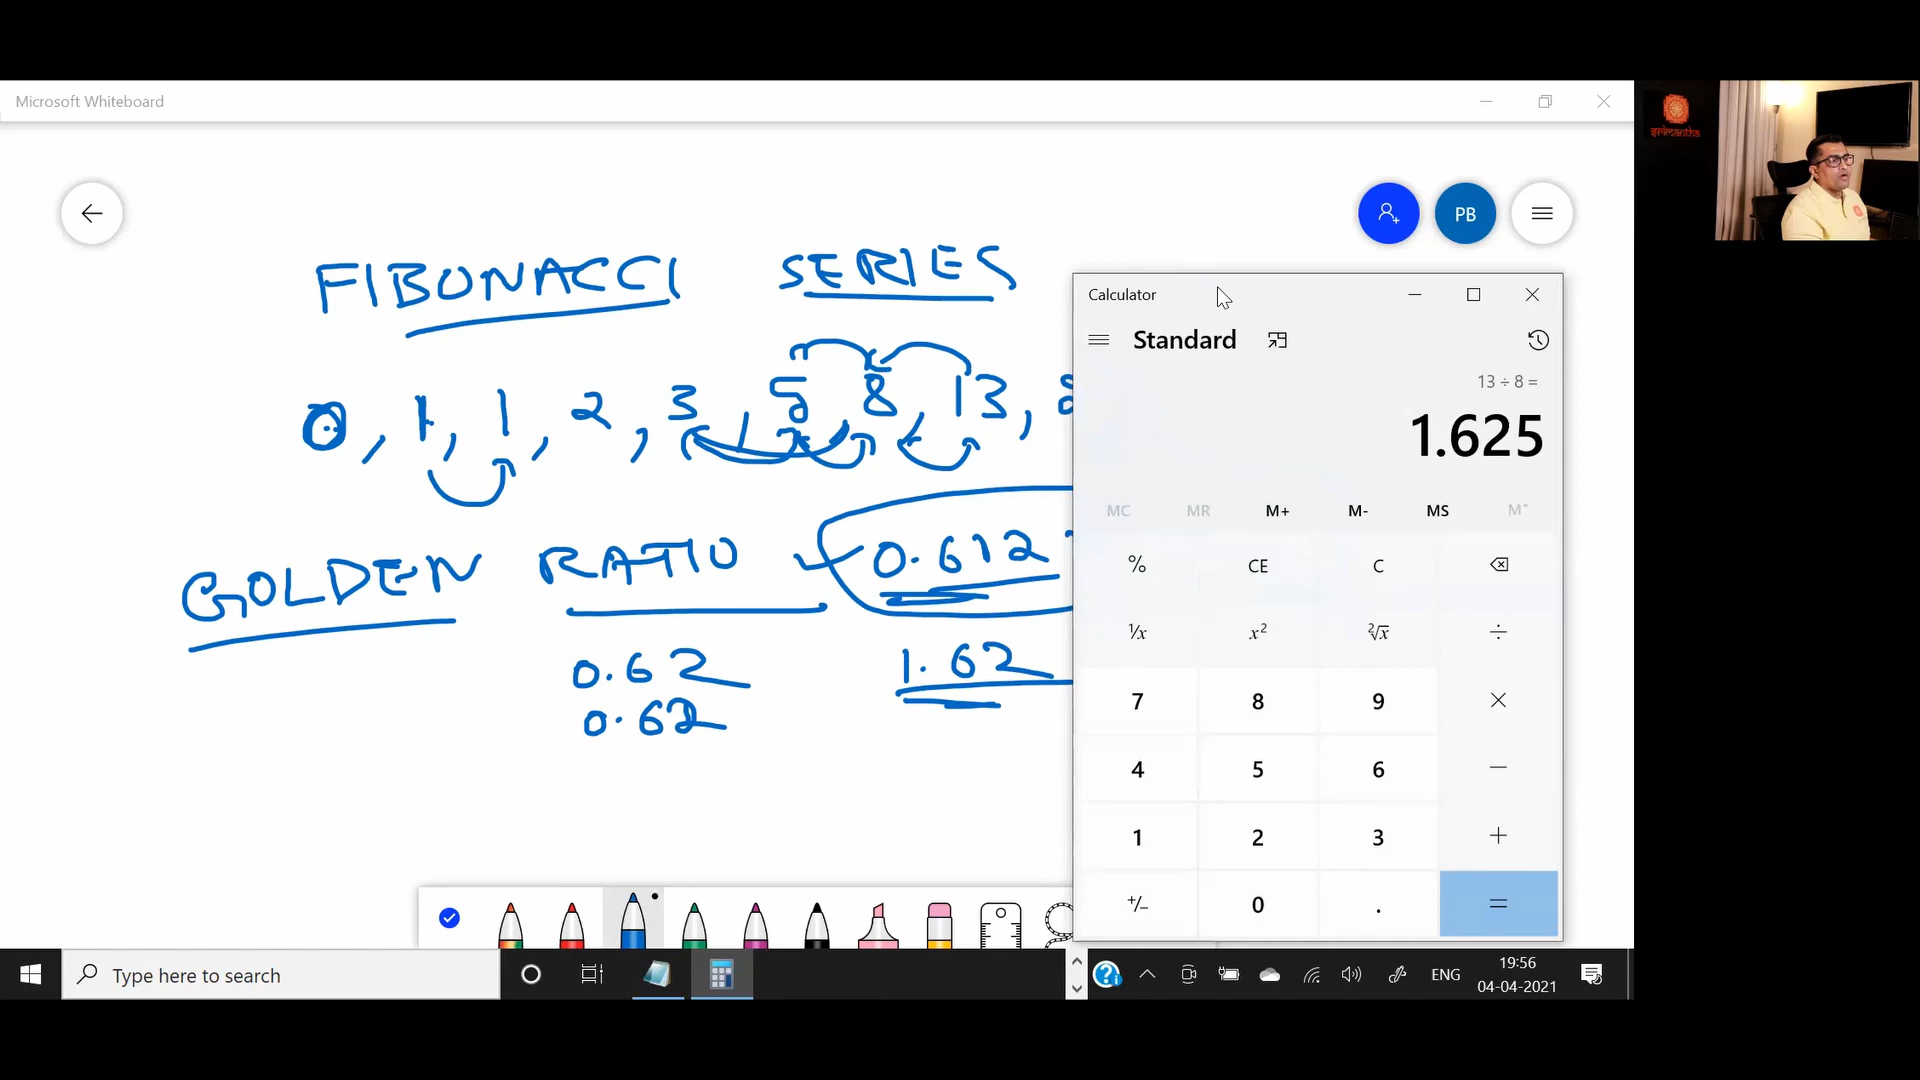 Microsoft Whiteboard
srikmantha
PB
FIBONACCI SERIES
0, 1, 1, 2, 3, 5, 8, 13,
GOLDEN RATIO 0.612
0.62 1.62
0.62
Calculator
Standard
13 ÷ 8 =
1.625
MC MR M+ M- MS M˅
% CE C
¹/x x² ²√x ÷
7 8 9 ×
4 5 6 −
1 2 3 +
+/− 0 . =
Type here to search
ENG
19:56
04-04-2021